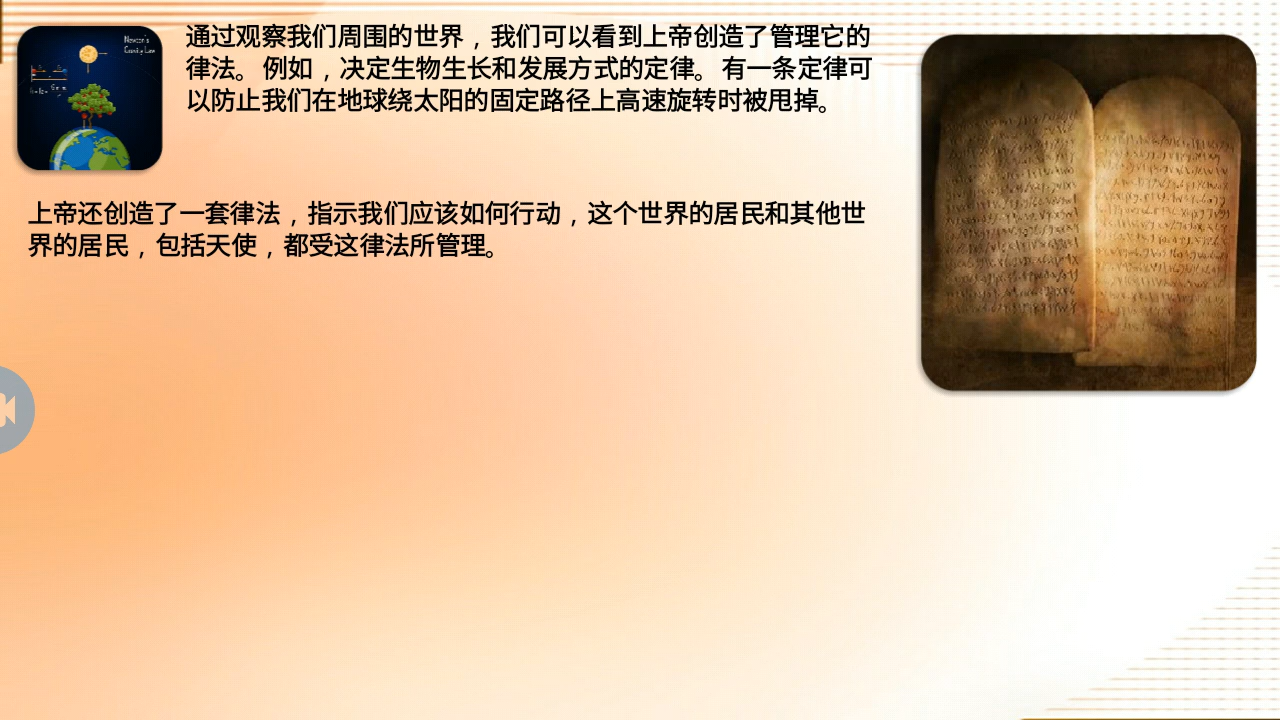 Newton's
Gravity Law
通过观察我们周围的世界，我们可以看到上帝创造了管理它的
律法。例如，决定生物生长和发展方式的定律。有一条定律可
以防止我们在地球绕太阳的固定路径上高速旋转时被甩掉。
上帝还创造了一套律法，指示我们应该如何行动，这个世界的居民和其他世
界的居民，包括天使，都受这律法所管理。